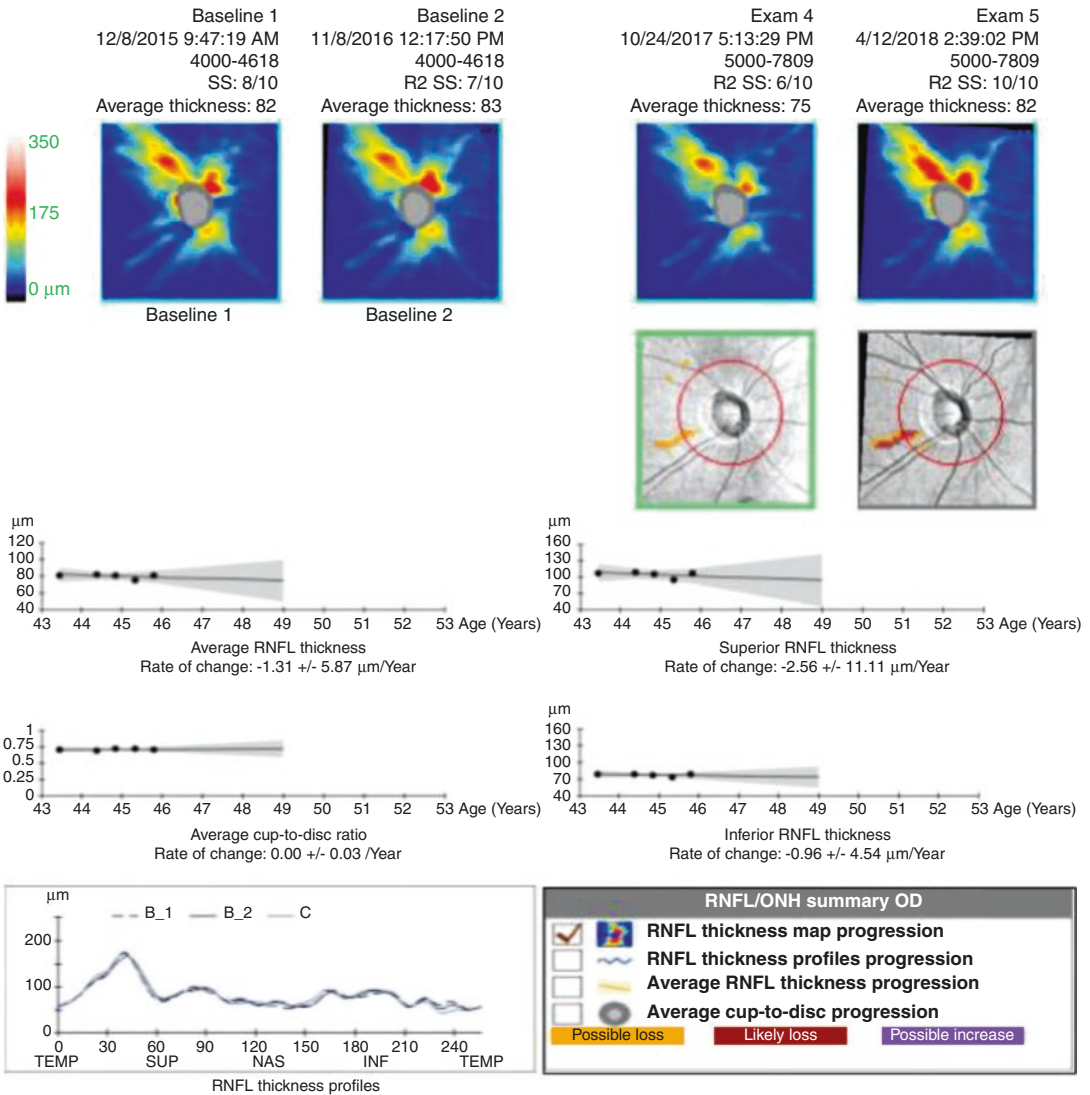 Baseline 1
12/8/2015 9:47:19 AM
4000-4618
SS: 8/10
Average thickness: 82
Baseline 2
11/8/2016 12:17:50 PM
4000-4618
R2 SS: 7/10
Average thickness: 83
Exam 4
10/24/2017 5:13:29 PM
5000-7809
R2 SS: 6/10
Average thickness: 75
Exam 5
4/12/2018 2:39:02 PM
5000-7809
R2 SS: 10/10
Average thickness: 82
350
175
0 µm
Baseline 1
Baseline 2
µm
120
100
80
60
40
43 44 45 46 47 48 49 50 51 52 53 Age (Years)
Average RNFL thickness
Rate of change: -1.31 +/- 5.87 µm/Year
µm
160
130
100
70
40
43 44 45 46 47 48 49 50 51 52 53 Age (Years)
Superior RNFL thickness
Rate of change: -2.56 +/- 11.11 µm/Year
1
0.75
0.5
0.25
0
43 44 45 46 47 48 49 50 51 52 53 Age (Years)
Average cup-to-disc ratio
Rate of change: 0.00 +/- 0.03 /Year
µm
160
130
100
70
40
43 44 45 46 47 48 49 50 51 52 53 Age (Years)
Inferior RNFL thickness
Rate of change: -0.96 +/- 4.54 µm/Year
µm
B_1 B_2 C
200
100
0
0 30 60 90 120 150 180 210 240
TEMP SUP NAS INF TEMP
RNFL thickness profiles
RNFL/ONH summary OD
RNFL thickness map progression
RNFL thickness profiles progression
Average RNFL thickness progression
Average cup-to-disc progression
Possible loss Likely loss Possible increase